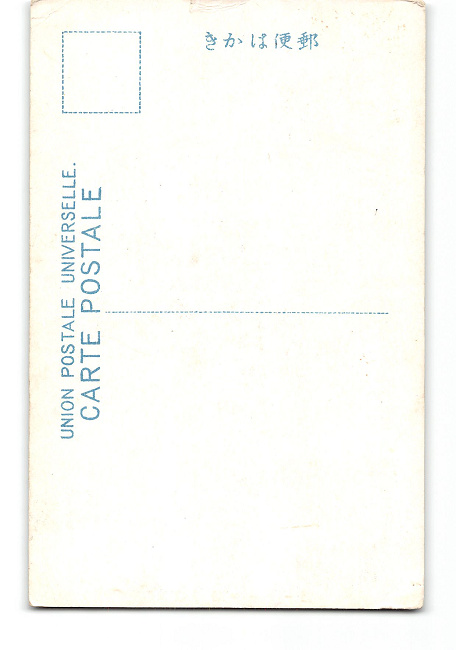 郵便はかき
UNION POSTALE UNIVERSELLE.
CARTE POSTALE